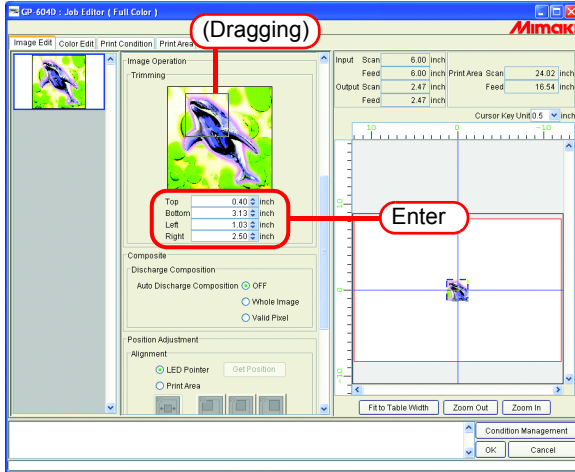 GP-604D : Job Editor ( Full Color )
Mimaki
Image Edit Color Edit Print Condition Print Area
(Dragging)
Image Operation
Trimming
Top 0.40 inch
Bottom 3.13 inch
Left 1.03 inch
Right 2.50 inch
Enter
Composite
Discharge Composition
Auto Discharge Composition OFF
Whole Image
Valid Pixel
Position Adjustment
Alignment
LED Pointer Get Position
Print Area
Input Scan 6.00 inch Print Area Scan 24.02 inch
Feed 6.00 inch Feed 16.54 inch
Output Scan 2.47 inch
Feed 2.47 inch
Cursor Key Unit 0.5 inch
10 0 -10
10
0
-10
Fit to Table Width Zoom Out Zoom In
Condition Management
OK Cancel